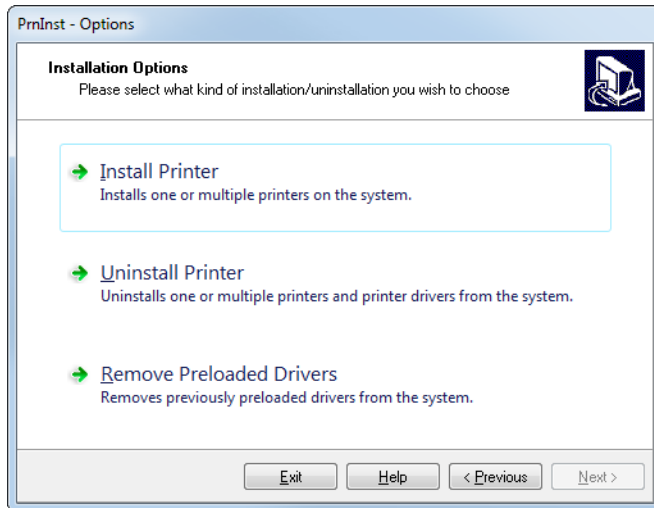 PrnInst - Options
Installation Options
Please select what kind of installation/uninstallation you wish to choose
Install Printer
Installs one or multiple printers on the system.
Uninstall Printer
Uninstalls one or multiple printers and printer drivers from the system.
Remove Preloaded Drivers
Removes previously preloaded drivers from the system.
Exit Help < Previous Next >